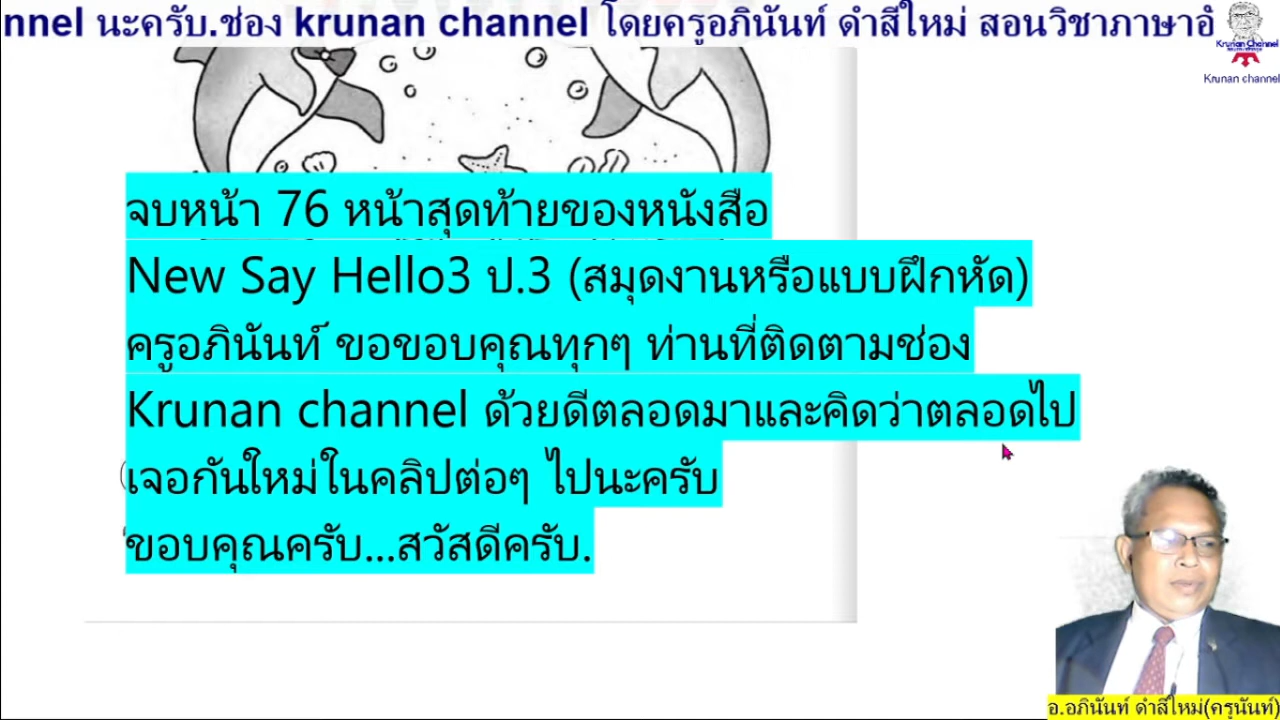 nnel นะครับ.ช่อง krunan channel โดยครูอภินันท์ ดำสีใหม่ สอนวิชาภาษาอั
Krunan Channel
Krunan channel
จบหน้า 76 หน้าสุดท้ายของหนังสือ
New Say Hello3 ป.3 (สมุดงานหรือแบบฝึกหัด)
ครูอภินันท์ ขอขอบคุณทุกๆ ท่านที่ติดตามช่อง
Krunan channel ด้วยดีตลอดมาและคิดว่าตลอดไป
เจอกันใหม่ในคลิปต่อๆ ไปนะครับ
ขอบคุณครับ...สวัสดีครับ.
อ.อภินันท์ ดำสีใหม่(ครูนันท์)